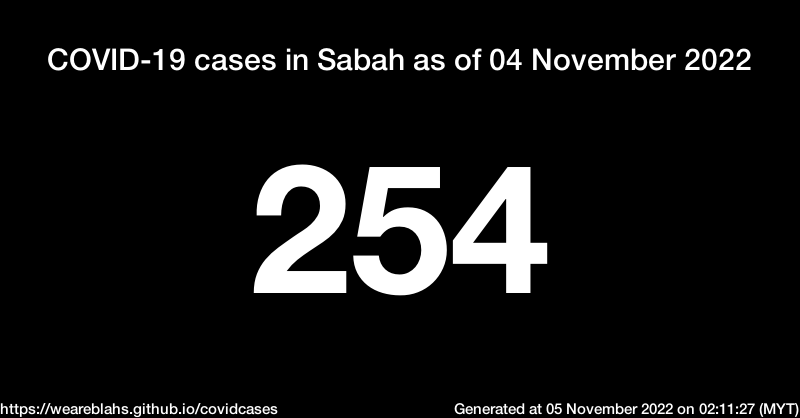 COVID-19 cases in Sabah as of 04 November 2022
254
https://weareblahs.github.io/covidcases
Generated at 05 November 2022 on 02:11:27 (MYT)